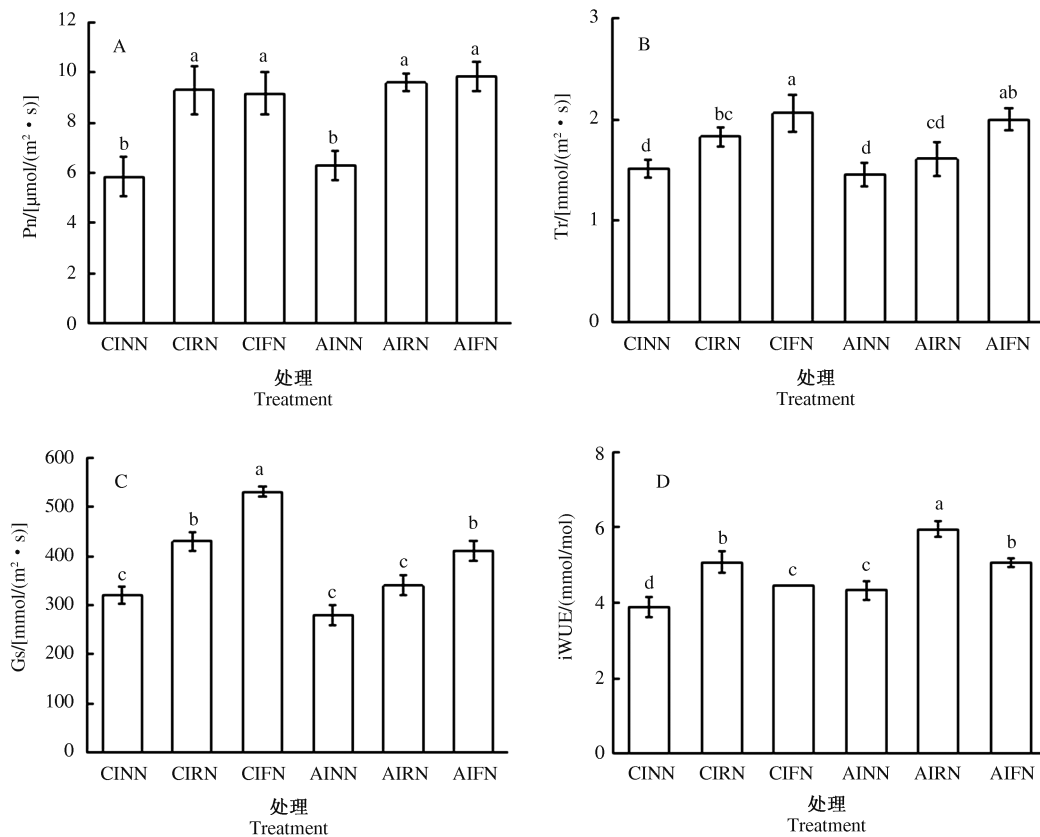 A
Pn/[μmol/(m²·s)]
12
10
8
6
4
2
0
b
a
a
b
a
a
CINN CIRN CIFN AINN AIRN AIFN
处理
Treatment
B
Tr/[mmol/(m²·s)]
3
2
1
0
d
bc
a
d
cd
ab
CINN CIRN CIFN AINN AIRN AIFN
处理
Treatment
C
Gs/[mmol/(m²·s)]
600
500
400
300
200
100
0
c
b
a
c
c
b
CINN CIRN CIFN AINN AIRN AIFN
处理
Treatment
D
iWUE/(mmol/mol)
8
6
4
2
0
d
b
c
c
a
b
CINN CIRN CIFN AINN AIRN AIFN
处理
Treatment